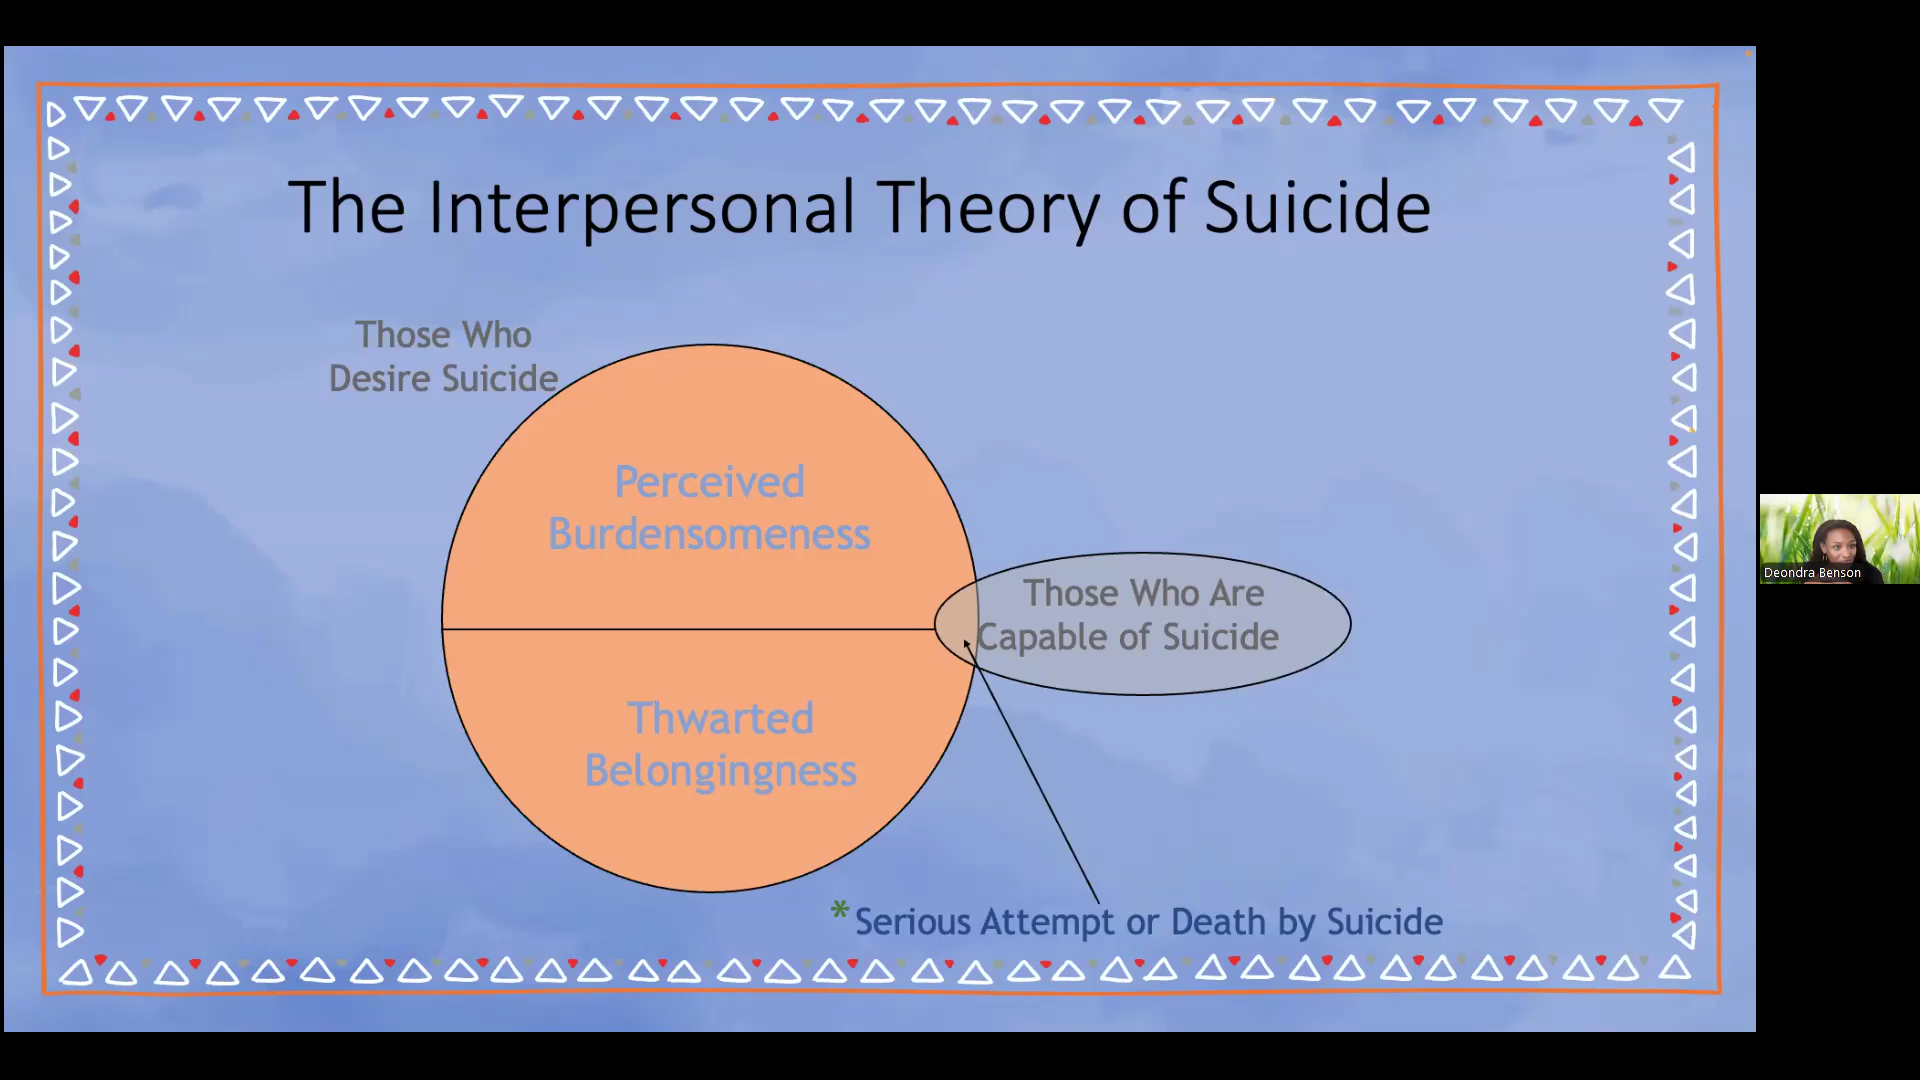 The Interpersonal Theory of Suicide
Those Who
Desire Suicide
Perceived
Burdensomeness
Those Who Are
Capable of Suicide
Thwarted
Belongingness
*Serious Attempt or Death by Suicide
Deondra Benson